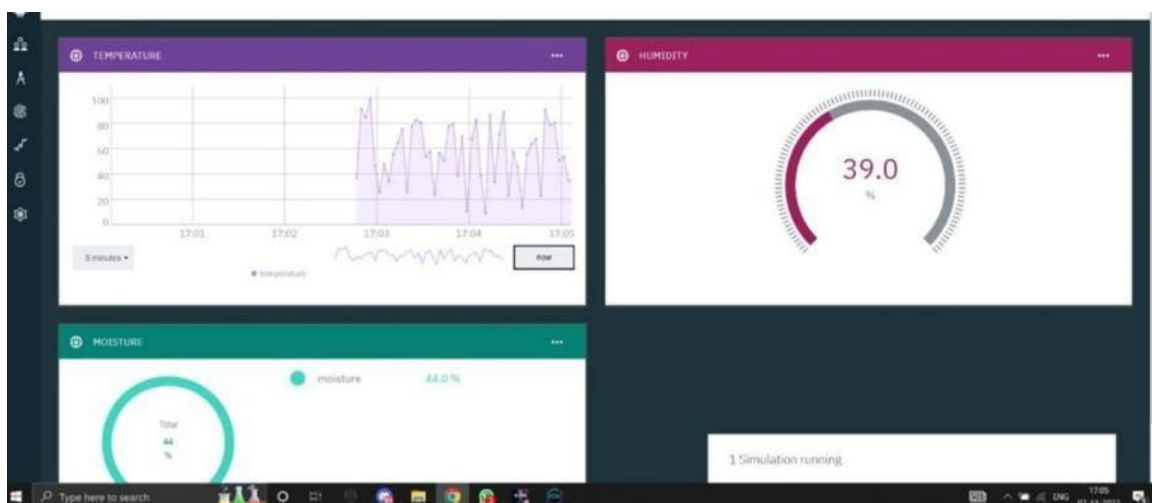 TEMPERATURE
100
80
60
40
20
0
17:01 17:02 17:03 17:04 17:05
5 minutes
now
temperature
HUMIDITY
39.0
%
MOISTURE
moisture 44.0 %
Total
44
%
1 Simulation running
Type here to search
ENG
17:05